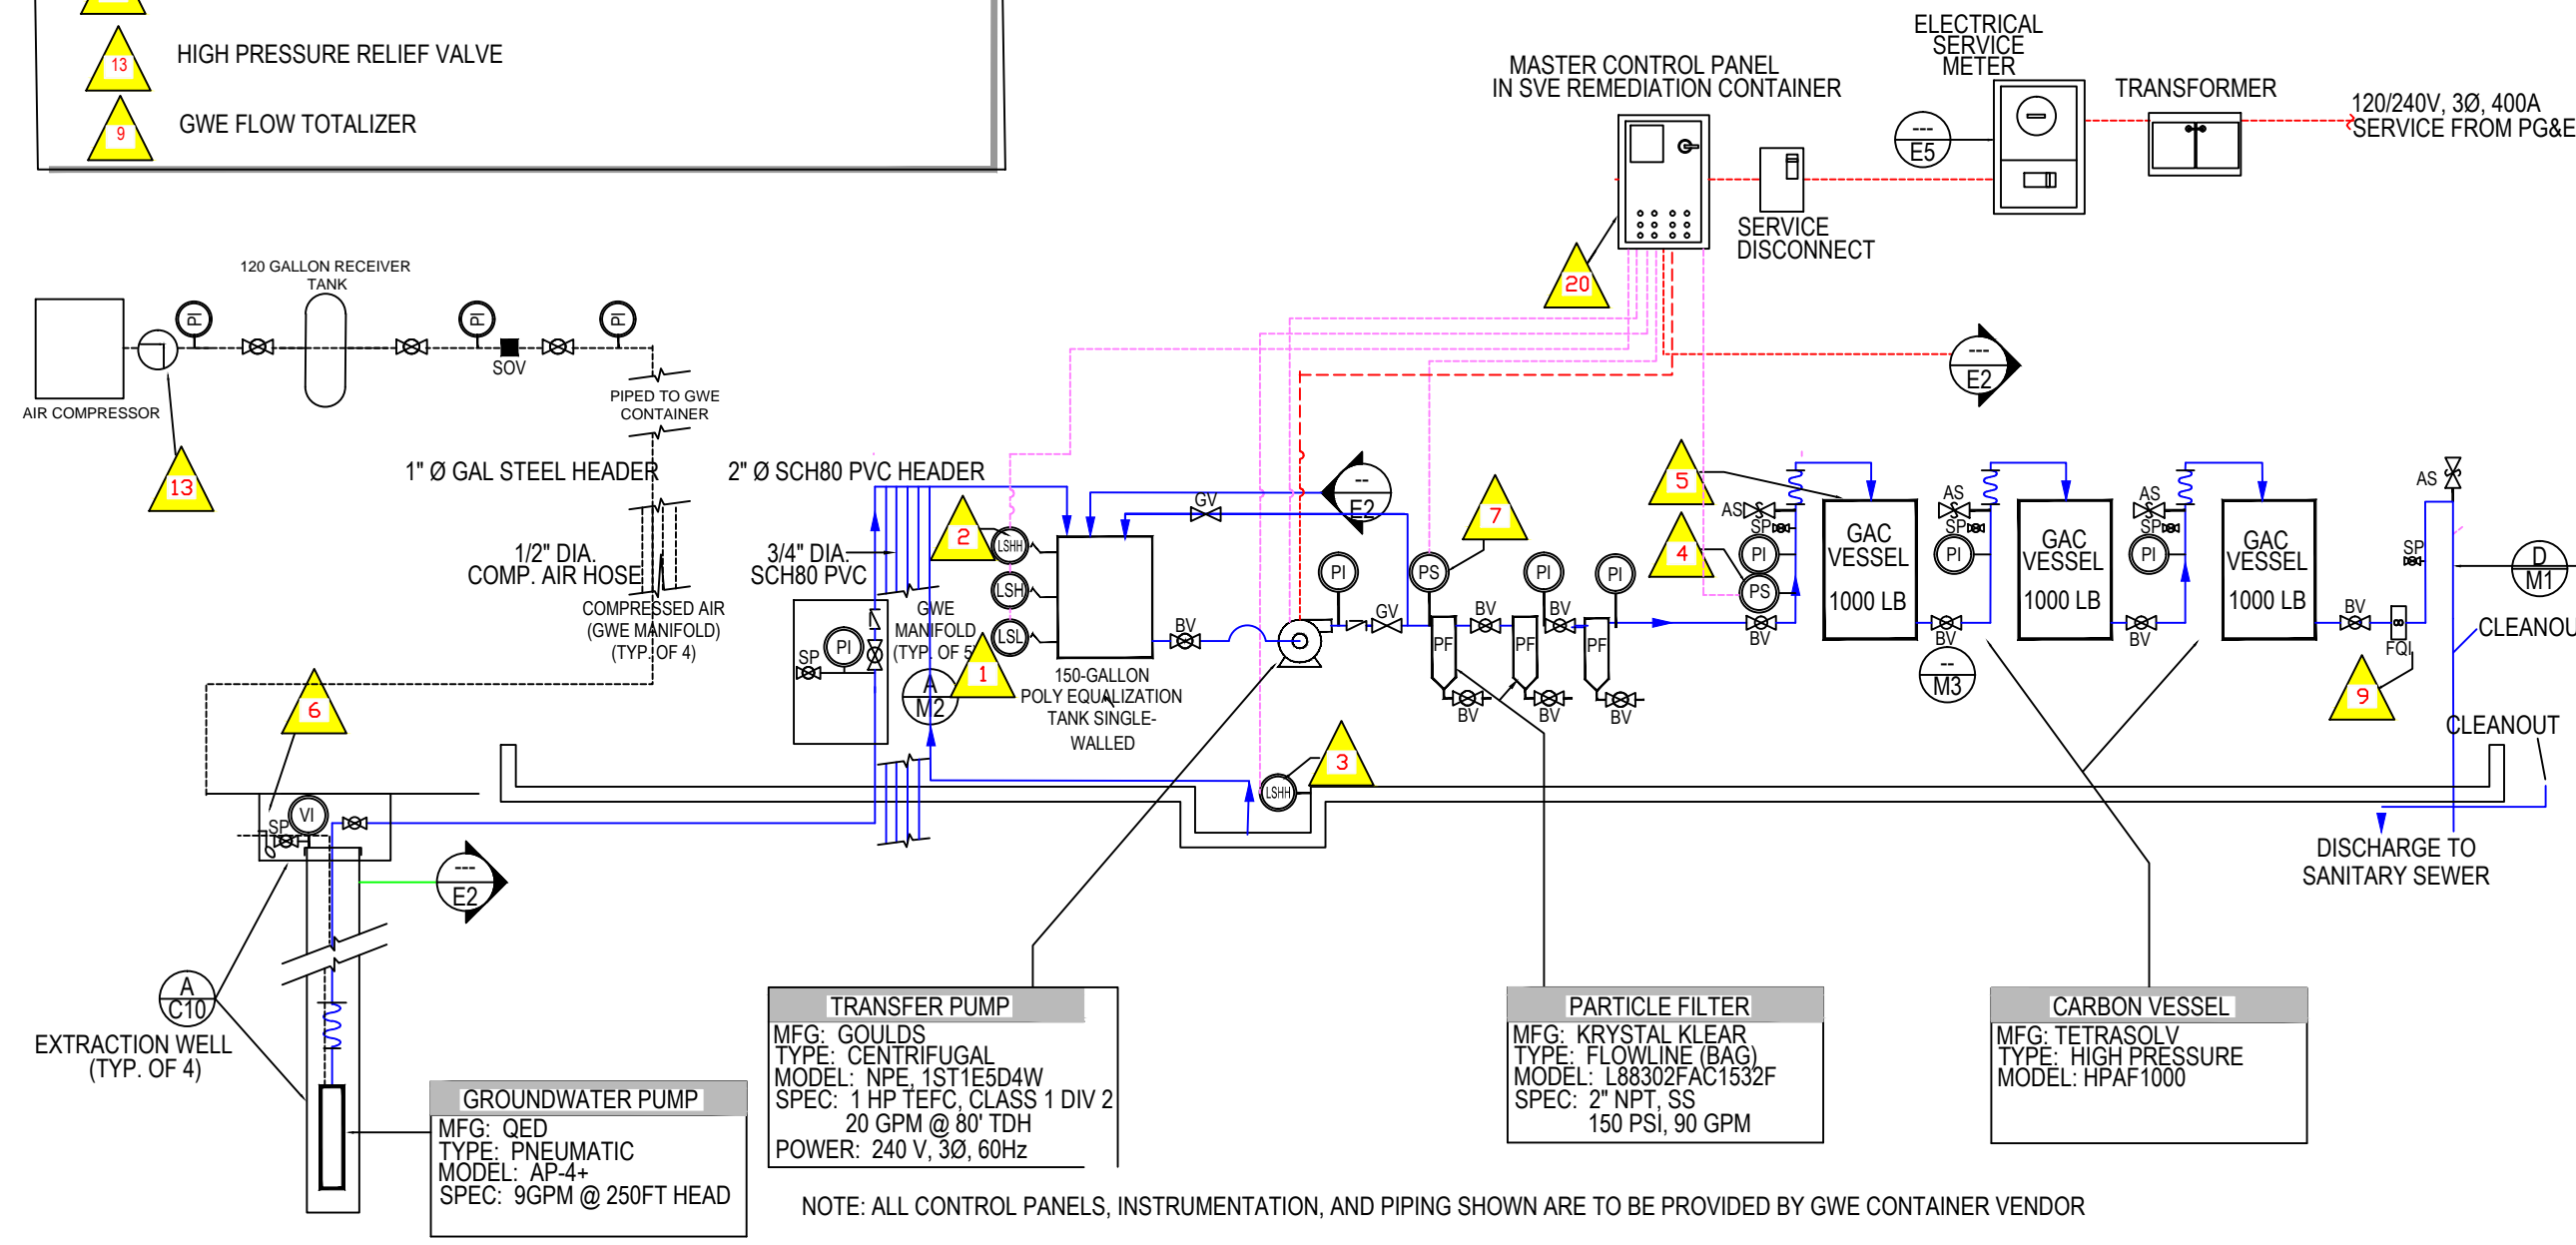 13
HIGH PRESSURE RELIEF VALVE
9
GWE FLOW TOTALIZER
MASTER CONTROL PANEL
IN SVE REMEDIATION CONTAINER
ELECTRICAL
SERVICE
METER
TRANSFORMER
120/240V, 3Ø, 400A
SERVICE FROM PG&E
---
E5
SERVICE
DISCONNECT
20
120 GALLON RECEIVER
TANK
PI
PI
PI
SOV
AIR COMPRESSOR
13
PIPED TO GWE
CONTAINER
---
E2
1" Ø GAL STEEL HEADER
2" Ø SCH80 PVC HEADER
1/2" DIA.
COMP. AIR HOSE
3/4" DIA.
SCH80 PVC
COMPRESSED AIR
(GWE MANIFOLD)
(TYP. OF 4)
GWE
MANIFOLD
(TYP. OF 5)
SP
PI
A
M2
2
LSHH
LSH
LSL
1
150-GALLON
POLY EQUALIZATION
TANK SINGLE-
WALLED
BV
GV
--
E2
PI
GV
PS
7
PF
BV
BV
PI
PF
BV
BV
PI
PF
BV
5
4
AS
SP
PI
PS
BV
GAC
VESSEL
1000 LB
AS
SP
PI
BV
--
M3
GAC
VESSEL
1000 LB
AS
SP
PI
BV
GAC
VESSEL
1000 LB
BV
FQI
9
AS
SP
D
M1
CLEANOU
CLEANOUT
DISCHARGE TO
SANITARY SEWER
3
LSHH
6
VI
SP
---
E2
A
C10
EXTRACTION WELL
(TYP. OF 4)
GROUNDWATER PUMP
MFG: QED
TYPE: PNEUMATIC
MODEL: AP-4+
SPEC: 9GPM @ 250FT HEAD
TRANSFER PUMP
MFG: GOULDS
TYPE: CENTRIFUGAL
MODEL: NPE, 1ST1E5D4W
SPEC: 1 HP TEFC, CLASS 1 DIV 2
20 GPM @ 80' TDH
POWER: 240 V, 3Ø, 60Hz
PARTICLE FILTER
MFG: KRYSTAL KLEAR
TYPE: FLOWLINE (BAG)
MODEL: L88302FAC1532F
SPEC: 2" NPT, SS
150 PSI, 90 GPM
CARBON VESSEL
MFG: TETRASOLV
TYPE: HIGH PRESSURE
MODEL: HPAF1000
NOTE: ALL CONTROL PANELS, INSTRUMENTATION, AND PIPING SHOWN ARE TO BE PROVIDED BY GWE CONTAINER VENDOR